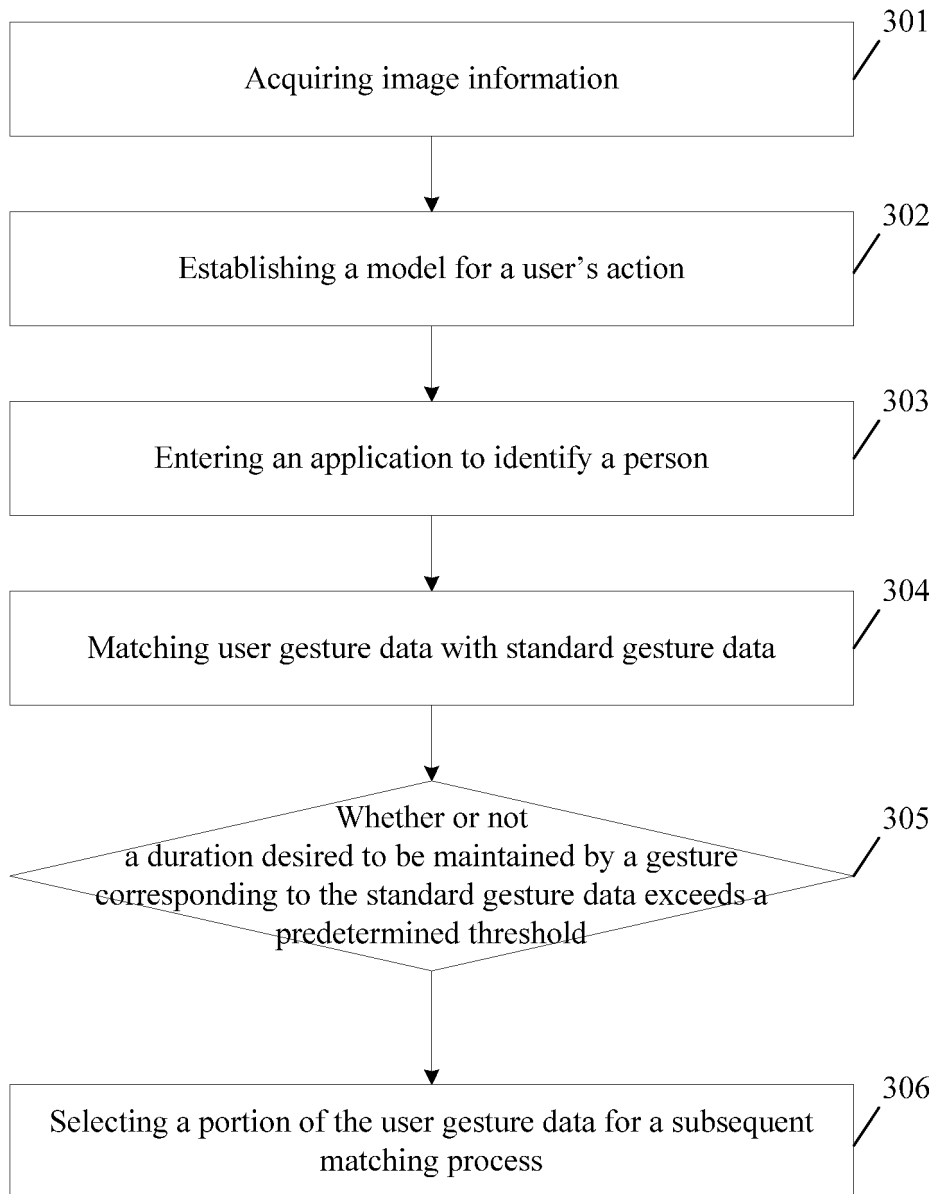 301
Acquiring image information
302
Establishing a model for a user’s action
303
Entering an application to identify a person
304
Matching user gesture data with standard gesture data
305
Whether or not
a duration desired to be maintained by a gesture
corresponding to the standard gesture data exceeds a
predetermined threshold
306
Selecting a portion of the user gesture data for a subsequent
matching process